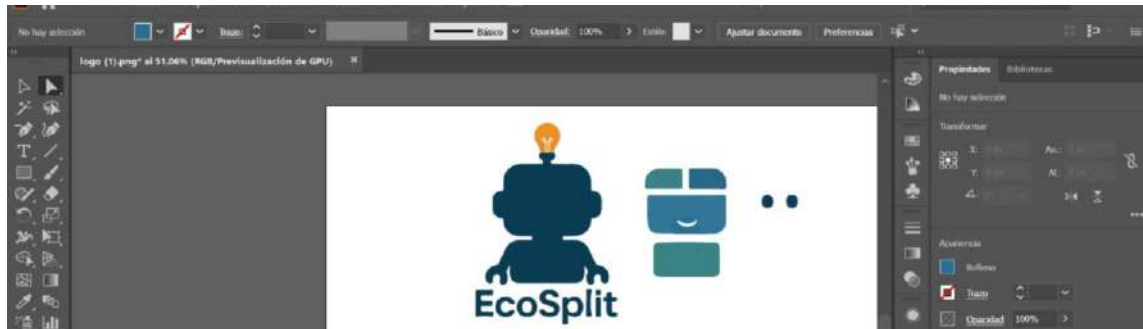 No hay selección Trazo: Básico Opacidad: 100% Estilo: Ajustar documento Preferencias
logo (1).png* al 51.06% (RGB/Previsualización de GPU)
Propiedades Bibliotecas
No hay selección
Transformar
X: An.:
Y: Al.:
Apariencia
Relleno
Trazo
Opacidad 100%
EcoSplit